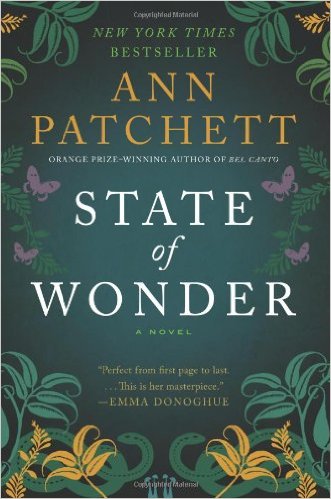 NEW YORK TIMES
BESTSELLER
ANN
PATCHETT
ORANGE PRIZE–WINNING AUTHOR OF BEL CANTO
STATE
of
WONDER
A NOVEL
“Perfect from first page to last.
. . . This is her masterpiece.”
—EMMA DONOGHUE